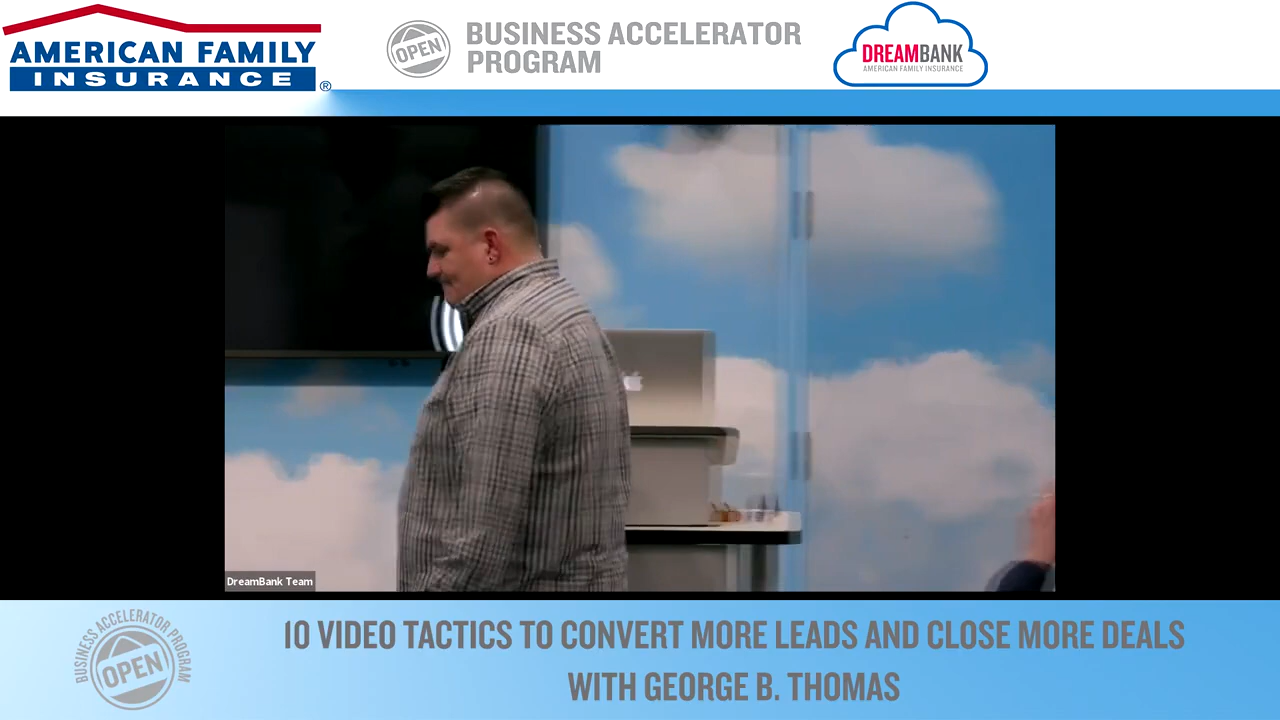 AMERICAN FAMILY
INSURANCE ®
OPEN
BUSINESS ACCELERATOR
PROGRAM
DREAMBANK
AMERICAN FAMILY INSURANCE
DreamBank Team
BUSINESS ACCELERATOR PROGRAM
OPEN
10 VIDEO TACTICS TO CONVERT MORE LEADS AND CLOSE MORE DEALS
WITH GEORGE B. THOMAS